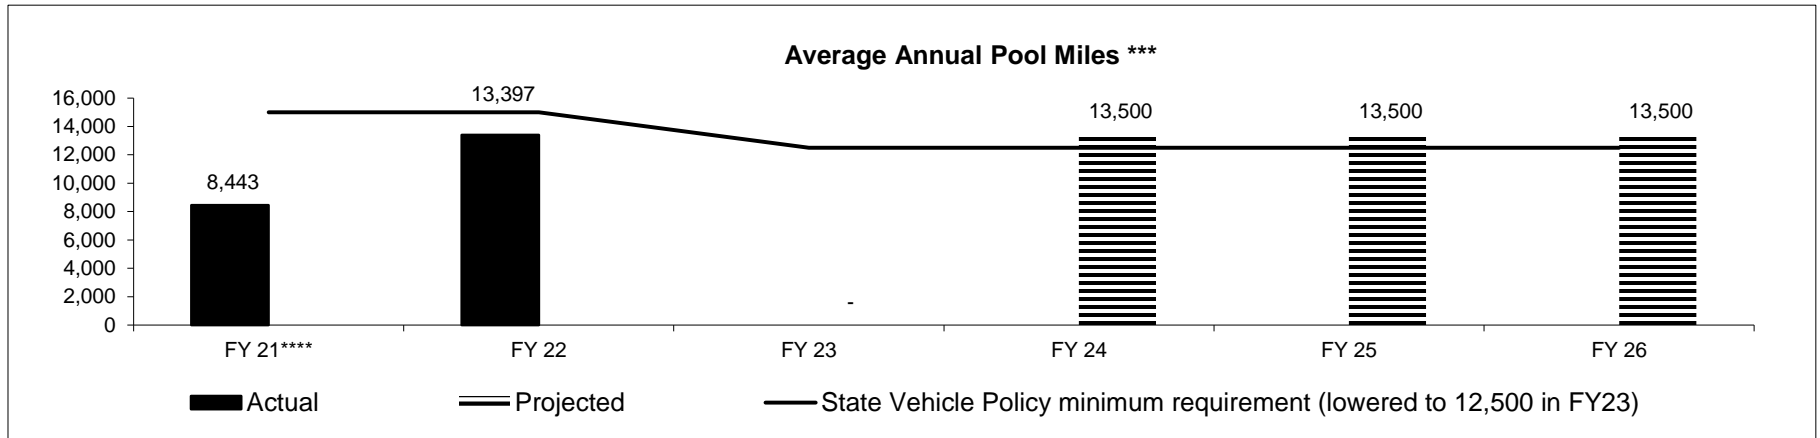 Average Annual Pool Miles ***
16,000
14,000
12,000
10,000
8,000
6,000
4,000
2,000
0
8,443
13,397
-
13,500
13,500
13,500
FY 21****
FY 22
FY 23
FY 24
FY 25
FY 26
Actual
Projected
State Vehicle Policy minimum requirement (lowered to 12,500 in FY23)